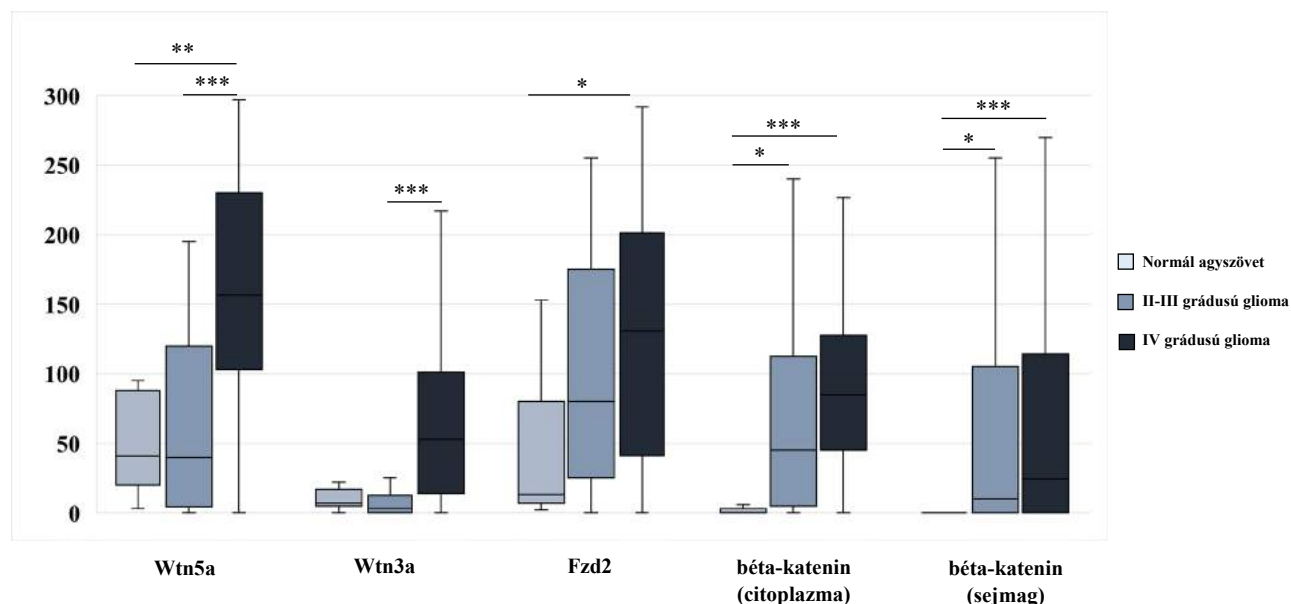 **
***
*
***
***
*
***
*
300
250
200
150
100
50
0
Normál agyszövet
II-III grádusú glioma
IV grádusú glioma
Wtn5a
Wtn3a
Fzd2
béta-katenin
(citoplazma)
béta-katenin
(sejmag)